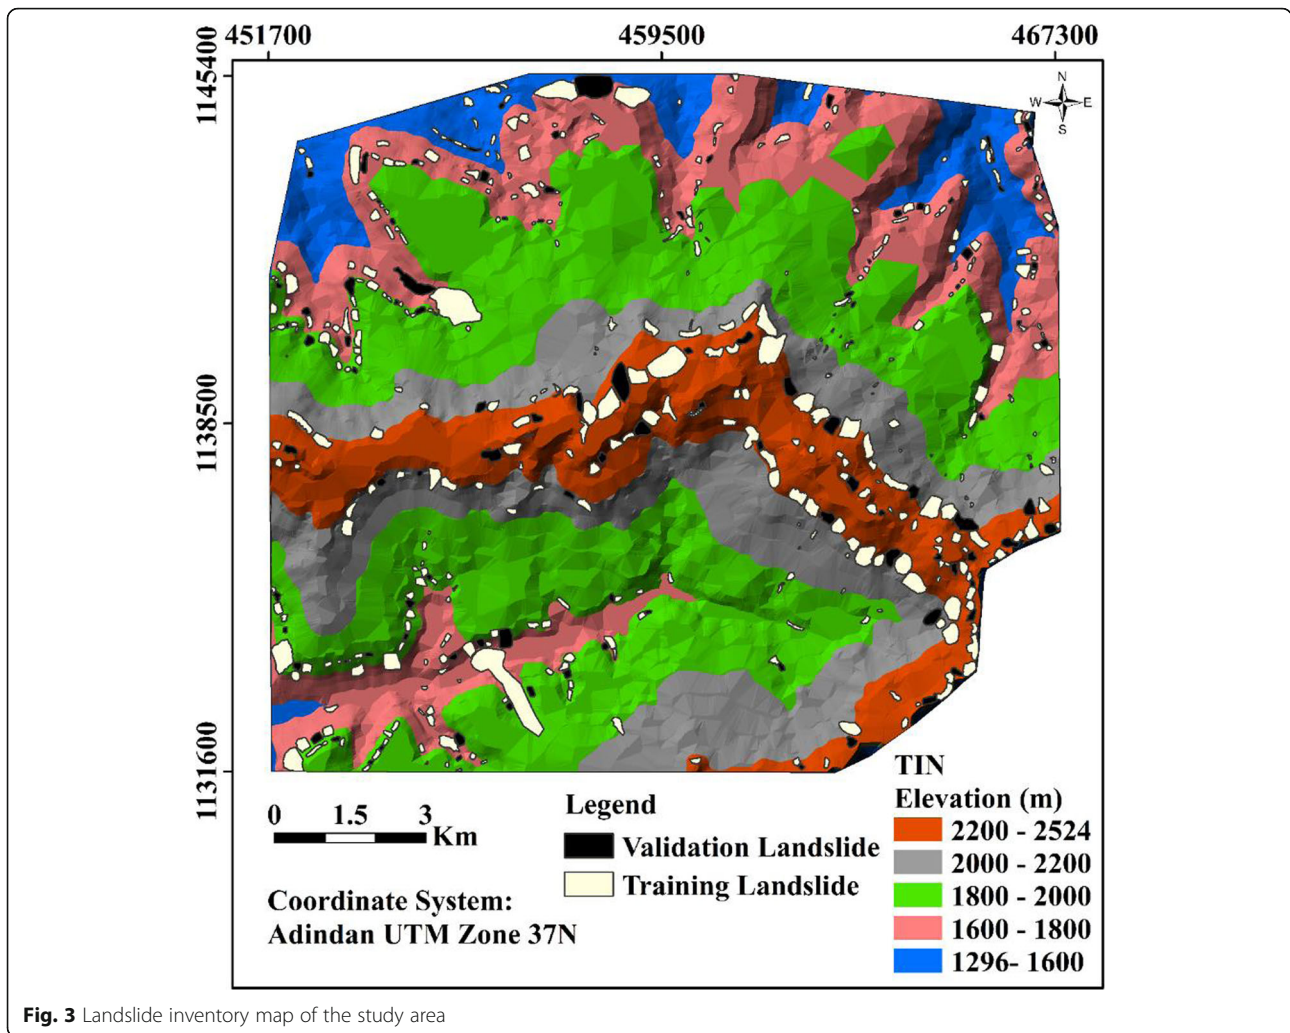 451700 459500 467300
1145400
1138500
1131600
N
W E
S
0 1.5 3
Km
Coordinate System:
Adindan UTM Zone 37N
Legend
Validation Landslide
Training Landslide
TIN
Elevation (m)
2200 - 2524
2000 - 2200
1800 - 2000
1600 - 1800
1296- 1600
Fig. 3 Landslide inventory map of the study area